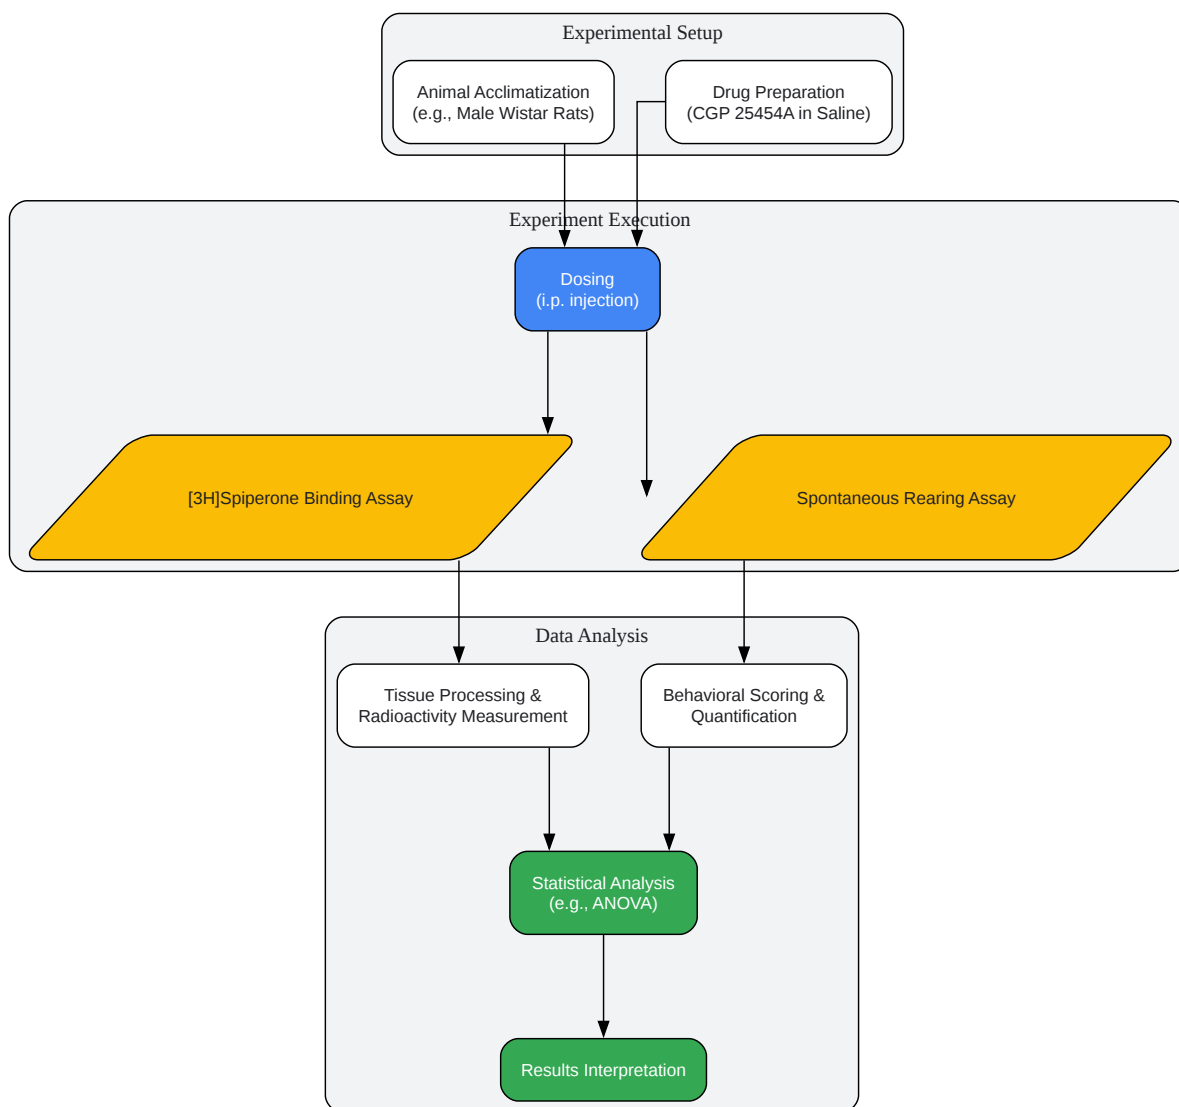 Experimental Setup
Animal Acclimatization
(e.g., Male Wistar Rats)
Drug Preparation
(CGP 25454A in Saline)
Experiment Execution
Dosing
(i.p. injection)
[3H]Spiperone Binding Assay
Spontaneous Rearing Assay
Data Analysis
Tissue Processing &
Radioactivity Measurement
Behavioral Scoring &
Quantification
Statistical Analysis
(e.g., ANOVA)
Results Interpretation